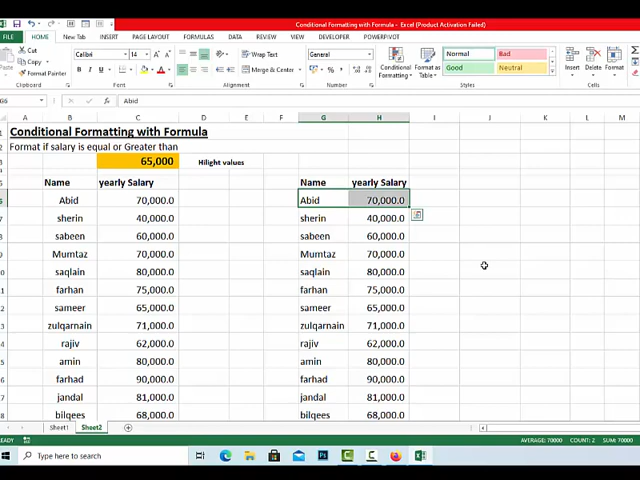 Conditional Formatting with Formula - Excel (Product Activation Failed)
FILE HOME New Tab INSERT PAGE LAYOUT FORMULAS DATA REVIEW VIEW DEVELOPER POWERPIVOT
Cut
Copy
Format Painter
Clipboard
Calibri 14
B I U
Font
Wrap Text
Merge & Center
Alignment
General
Number
Conditional Formatting
Format as Table
Normal Bad
Good Neutral
Styles
Insert Delete Format
Cells
G6 Abid
A B C D E F G H I J K L M
Conditional Formatting with Formula
Format if salary is equal or Greater than
65,000 Hilight values
Name yearly Salary Name yearly Salary
Abid 70,000.0 Abid 70,000.0
sherin 40,000.0 sherin 40,000.0
sabeen 60,000.0 sabeen 60,000.0
Mumtaz 70,000.0 Mumtaz 70,000.0
saqlain 80,000.0 saqlain 80,000.0
farhan 75,000.0 farhan 75,000.0
sameer 65,000.0 sameer 65,000.0
zulqarnain 71,000.0 zulqarnain 71,000.0
rajiv 62,000.0 rajiv 62,000.0
amin 80,000.0 amin 80,000.0
farhad 90,000.0 farhad 90,000.0
jandal 81,000.0 jandal 81,000.0
bilqees 68,000.0 bilqees 68,000.0
Sheet1 Sheet2
READY AVERAGE: 70000 COUNT: 2 SUM: 70000
Type here to search